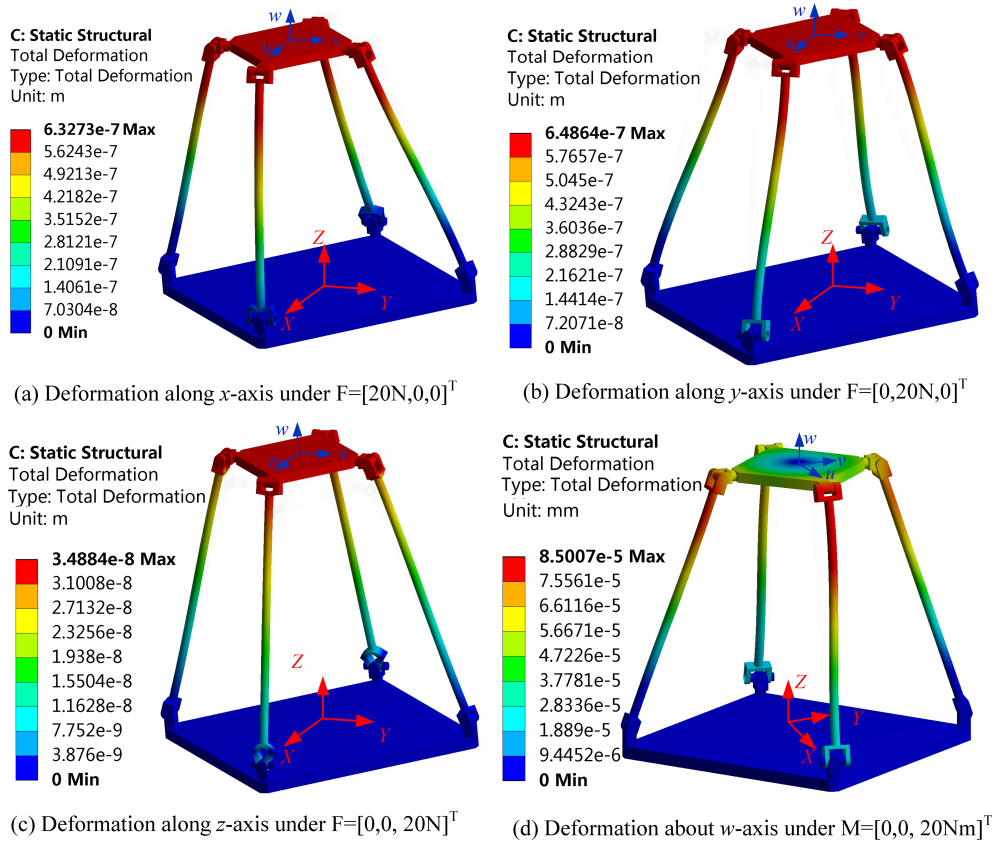 C: Static Structural
Total Deformation
Type: Total Deformation
Unit: m
6.3273e-7 Max
5.6243e-7
4.9213e-7
4.2182e-7
3.5152e-7
2.8121e-7
2.1091e-7
1.4061e-7
7.0304e-8
0 Min
w
u
v
Z
X
Y
(a) Deformation along x-axis under F=[20N,0,0]ᵀ
C: Static Structural
Total Deformation
Type: Total Deformation
Unit: m
6.4864e-7 Max
5.7657e-7
5.045e-7
4.3243e-7
3.6036e-7
2.8829e-7
2.1621e-7
1.4414e-7
7.2071e-8
0 Min
w
u
v
Z
X
Y
(b) Deformation along y-axis under F=[0,20N,0]ᵀ
C: Static Structural
Total Deformation
Type: Total Deformation
Unit: m
3.4884e-8 Max
3.1008e-8
2.7132e-8
2.3256e-8
1.938e-8
1.5504e-8
1.1628e-8
7.752e-9
3.876e-9
0 Min
w
u
v
Z
X
Y
(c) Deformation along z-axis under F=[0,0, 20N]ᵀ
C: Static Structural
Total Deformation
Type: Total Deformation
Unit: mm
8.5007e-5 Max
7.5561e-5
6.6116e-5
5.6671e-5
4.7226e-5
3.7781e-5
2.8336e-5
1.889e-5
9.4452e-6
0 Min
w
v
u
Z
Y
X
(d) Deformation about w-axis under M=[0,0, 20Nm]ᵀ